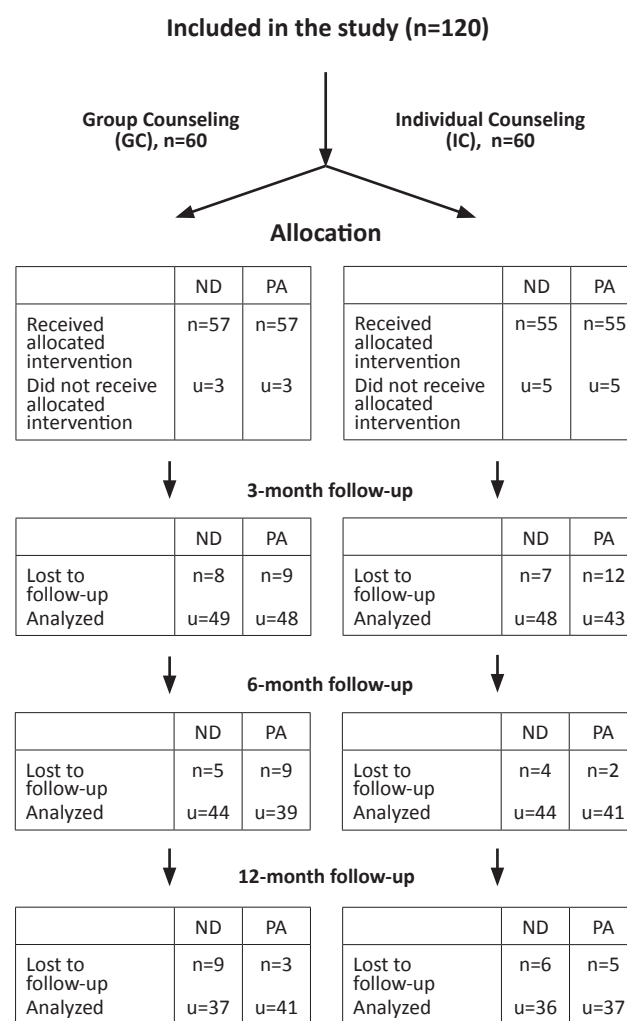 Included in the study (n=120)
Group Counseling
(GC), n=60
Individual Counseling
(IC), n=60
Allocation
ND PA
Received n=57 n=57
allocated
intervention
Did not receive u=3 u=3
allocated
intervention
ND PA
Received n=55 n=55
allocated
intervention
Did not receive u=5 u=5
allocated
intervention
3-month follow-up
ND PA
Lost to n=8 n=9
follow-up
Analyzed u=49 u=48
ND PA
Lost to n=7 n=12
follow-up
Analyzed u=48 u=43
6-month follow-up
ND PA
Lost to n=5 n=9
follow-up
Analyzed u=44 u=39
ND PA
Lost to n=4 n=2
follow-up
Analyzed u=44 u=41
12-month follow-up
ND PA
Lost to n=9 n=3
follow-up
Analyzed u=37 u=41
ND PA
Lost to n=6 n=5
follow-up
Analyzed u=36 u=37